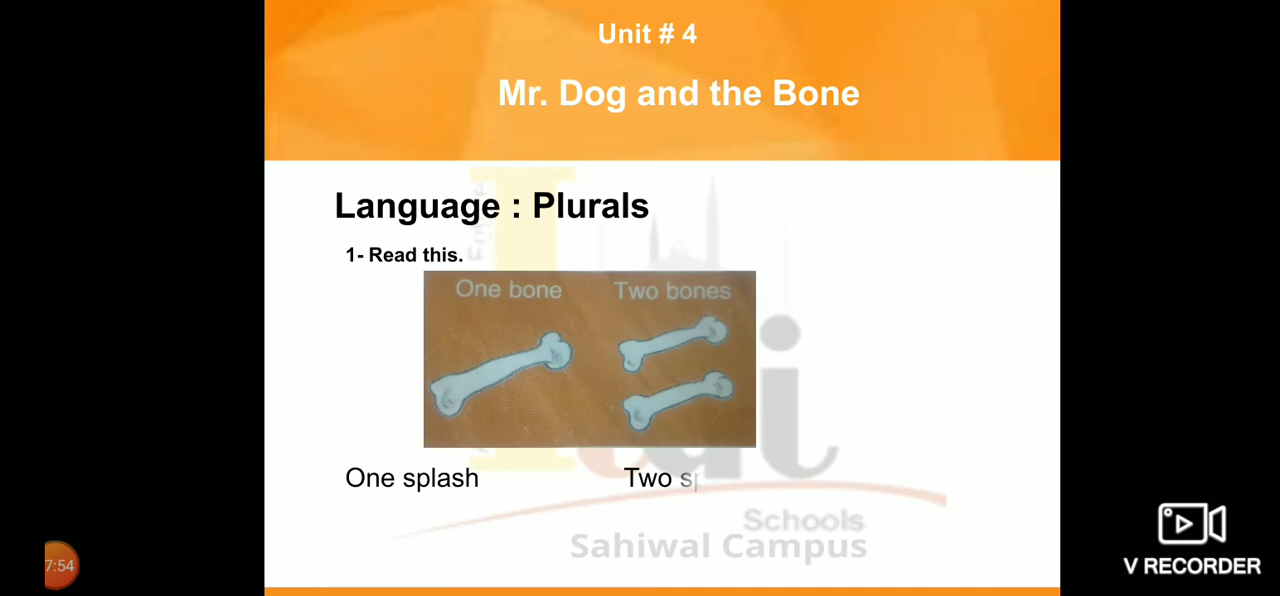 Unit # 4
Mr. Dog and the Bone
Language : Plurals
1- Read this.
One bone Two bones
One splash Two sp
Schools
Sahiwal Campus
7:54
V RECORDER